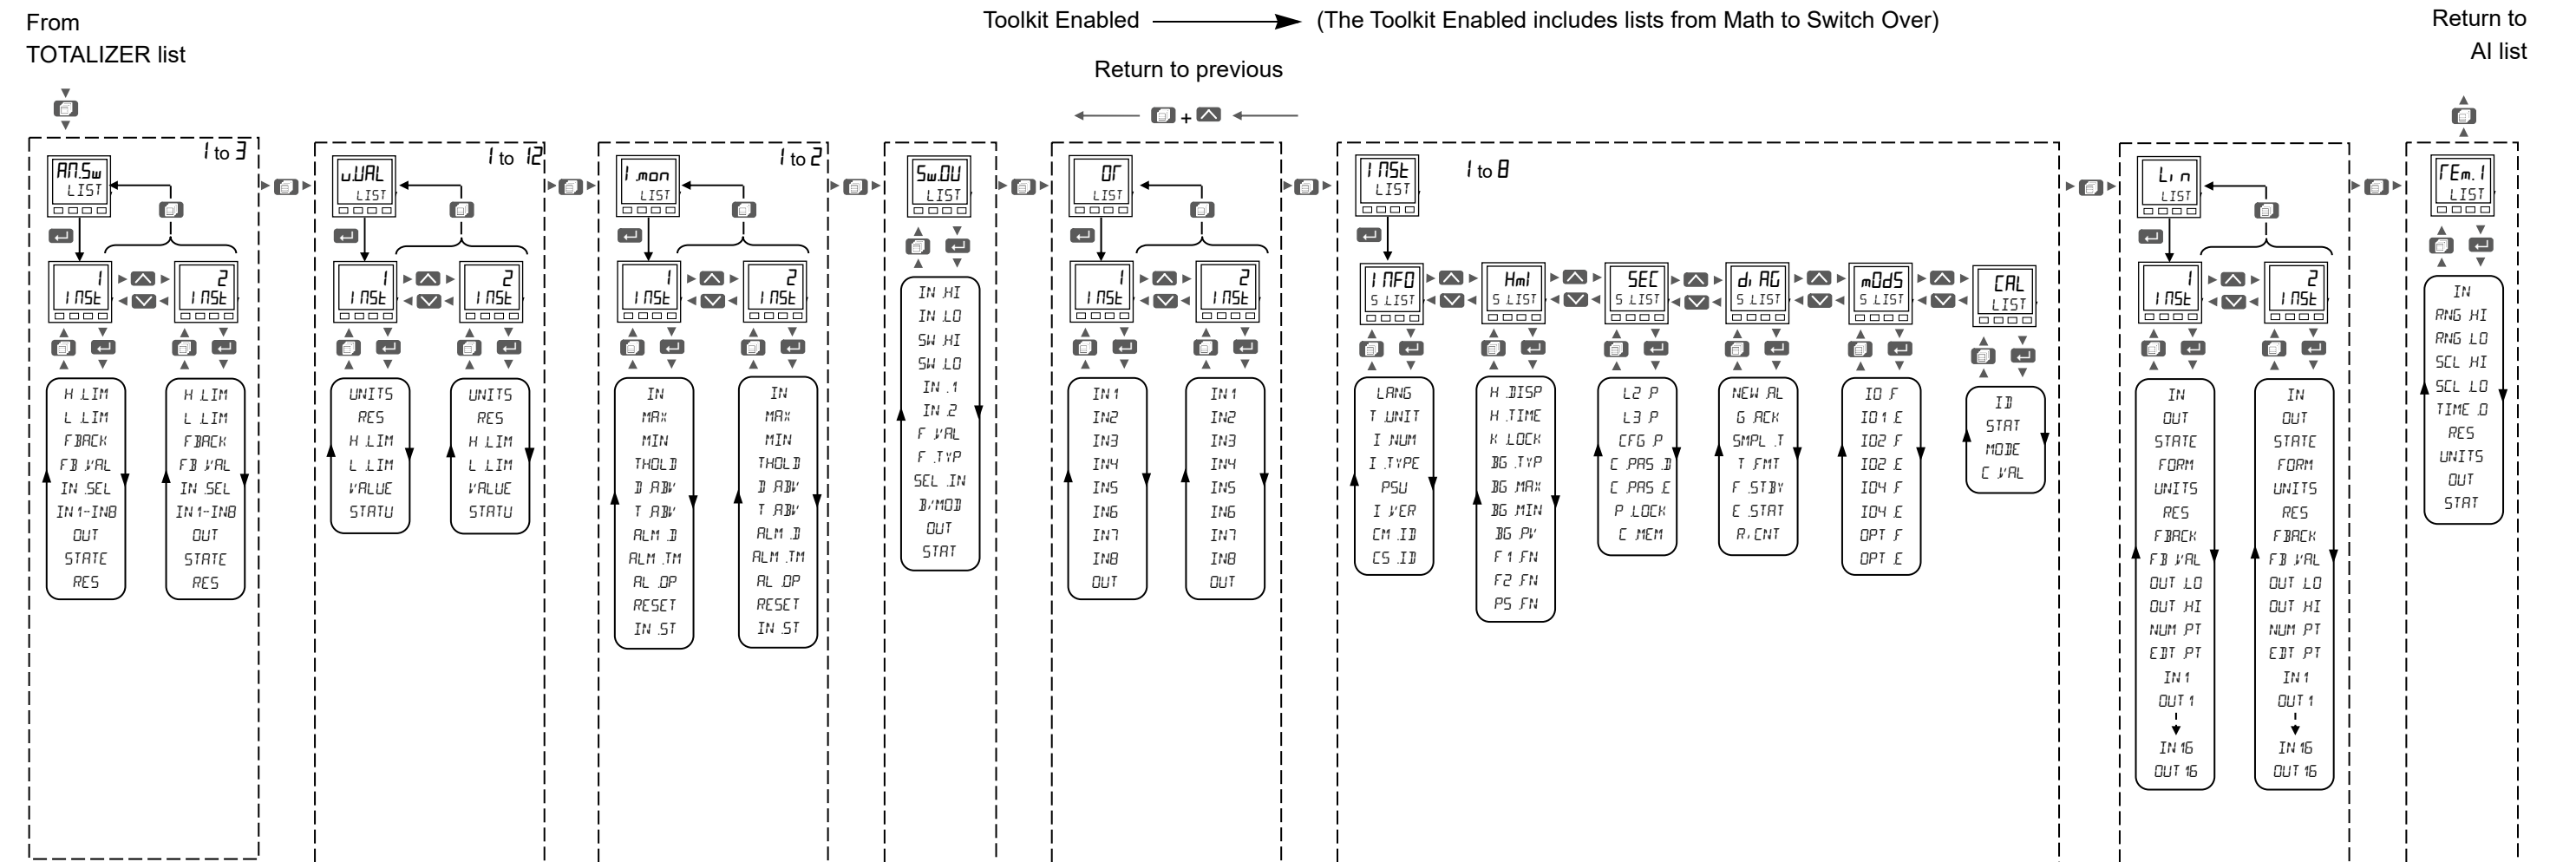 From
TOTALIZER list
Toolkit Enabled (The Toolkit Enabled includes lists from Math to Switch Over)
Return to
AI list
Return to previous
+
1 to 3
AN.Sw
LIST
1
INSt
2
INSt
H.LIM
L.LIM
FBACK
FB.VAL
IN.SEL
IN1-IN8
OUT
STATE
RES
H.LIM
L.LIM
FBACK
FB.VAL
IN.SEL
IN1-IN8
OUT
STATE
RES
1 to 12
u.VAL
LIST
1
INSt
2
INSt
UNITS
RES
H.LIM
L.LIM
VALUE
STATU
UNITS
RES
H.LIM
L.LIM
VALUE
STATU
1 to 2
I.mon
LIST
1
INSt
2
INSt
IN
MAX
MIN
THOLD
D.ABV
T.ABV
ALM.D
ALM.TM
AL.OP
RESET
IN.ST
IN
MAX
MIN
THOLD
D.ABV
T.ABV
ALM.D
ALM.TM
AL.OP
RESET
IN.ST
Sw.OU
LIST
IN.HI
IN.LO
SW.HI
SW.LO
IN.1
IN.2
F.VAL
F.TYP
SEL.IN
B/MOD
OUT
STAT
Or
LIST
1
INSt
2
INSt
IN1
IN2
IN3
IN4
IN5
IN6
IN7
IN8
OUT
IN1
IN2
IN3
IN4
IN5
IN6
IN7
IN8
OUT
INSt
LIST
1 to 8
INFO
S.LIST
HmI
S.LIST
SEC
S.LIST
diAG
S.LIST
mOdS
S.LIST
CAL
LIST
LANG
T.UNIT
I.NUM
I.TYPE
PSU
I.VER
CM.ID
CS.ID
H.DISP
H.TIME
K.LOCK
BG.TYP
BG.MAX
BG.MIN
BG.PV
F1.FN
F2.FN
PS.FN
L2.P
L3.P
CFG.P
C.PAS.D
C.PAS.E
P.LOCK
C.MEM
NEW.AL
G.ACK
SMPL.T
T.FMT
F.STBY
E.STAT
R.CNT
IO.F
IO1.E
IO2.F
IO2.E
IO4.F
IO4.E
OPT.F
OPT.E
ID
STAT
MODE
C.VAL
Lin
LIST
1
INSt
2
INSt
IN
OUT
STATE
FORM
UNITS
RES
FBACK
FB.VAL
OUT.LO
OUT.HI
NUM.PT
EDT.PT
IN1
OUT1
IN16
OUT16
IN
OUT
STATE
FORM
UNITS
RES
FBACK
FB.VAL
OUT.LO
OUT.HI
NUM.PT
EDT.PT
IN1
OUT1
IN16
OUT16
rEm.1
LIST
IN
RNG.HI
RNG.LO
SEL.HI
SEL.LO
TIME.O
RES
UNITS
OUT
STAT